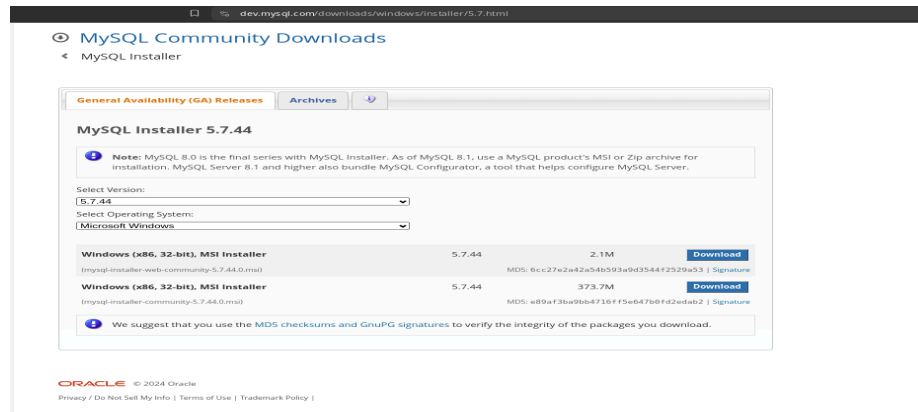 dev.mysql.com/downloads/windows/installer/5.7.html
MySQL Community Downloads
MySQL Installer
General Availability (GA) Releases
Archives
MySQL Installer 5.7.44
Note: MySQL 8.0 is the final series with MySQL Installer. As of MySQL 8.1, use a MySQL product's MSI or Zip archive for
installation. MySQL Server 8.1 and higher also bundle MySQL Configurator, a tool that helps configure MySQL Server.
Select Version:
5.7.44
Select Operating System:
Microsoft Windows
Windows (x86, 32-bit), MSI Installer 5.7.44 2.1M Download
(mysql-installer-web-community-5.7.44.0.msi) MD5: 6cc27e2a42a54b593a9d3544f2529a53 | Signature
Windows (x86, 32-bit), MSI Installer 5.7.44 373.7M Download
(mysql-installer-community-5.7.44.0.msi) MD5: e89af3ba9bb4716ff5e647b8fd2edab2 | Signature
We suggest that you use the MD5 checksums and GnuPG signatures to verify the integrity of the packages you download.
ORACLE © 2024 Oracle
Privacy / Do Not Sell My Info | Terms of Use | Trademark Policy |